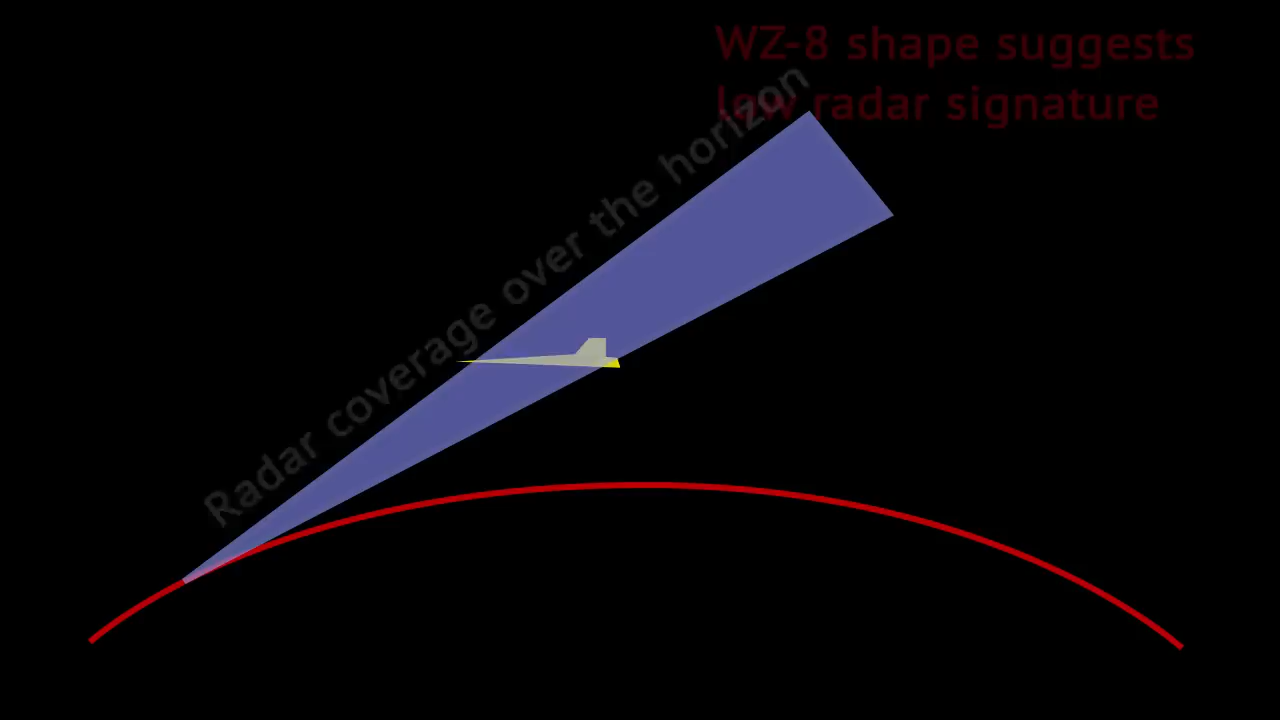 WZ-8 shape suggests
low radar signature
Radar coverage over the horizon